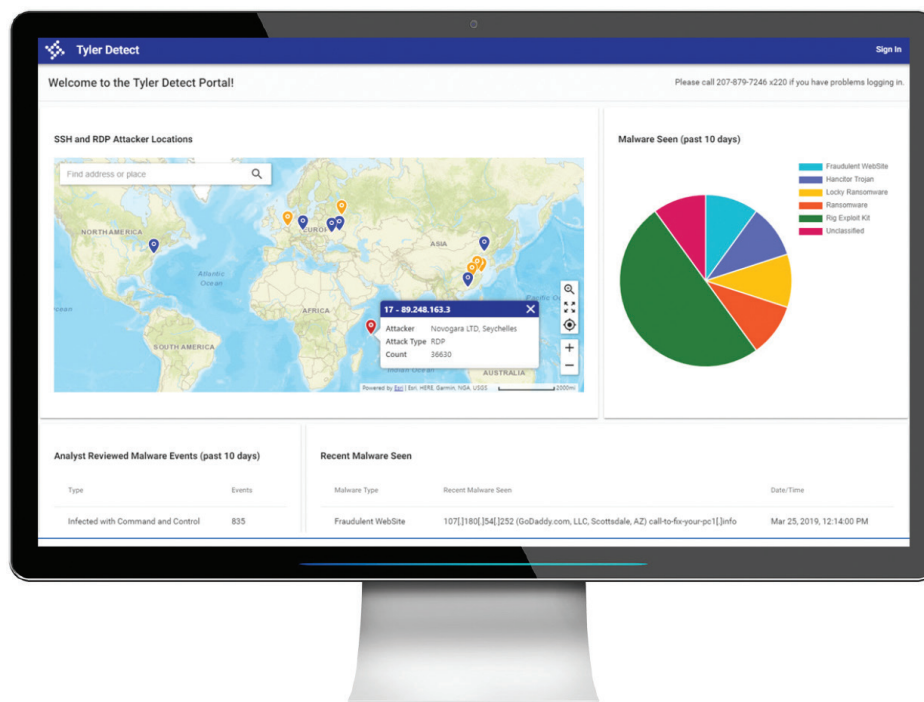 Tyler Detect
Sign In
Welcome to the Tyler Detect Portal!
Please call 207-879-7246 x220 if you have problems logging in.
SSH and RDP Attacker Locations
Find address or place
NORTH AMERICA
EUROPE
ASIA
Atlantic
Ocean
AFRICA
SOUTH AMERICA
AUSTRALIA
Indian Ocean
17 - 89.248.163.3
Attacker Novogara LTD, Seychelles
Attack Type RDP
Count 36630
+
−
Powered by Esri | Esri, HERE, Garmin, NGA, USGS
2000mi
Malware Seen (past 10 days)
Fraudulent WebSite
Hancitor Trojan
Locky Ransomware
Ransomware
Rig Exploit Kit
Unclassified
Analyst Reviewed Malware Events (past 10 days)
Type Events
Infected with Command and Control 835
Recent Malware Seen
Malware Type Recent Malware Seen Date/Time
Fraudulent WebSite 107[.]180[.]54[.]252 (GoDaddy.com, LLC, Scottsdale, AZ) call-to-fix-your-pc1[.]info Mar 25, 2019, 12:14:00 PM